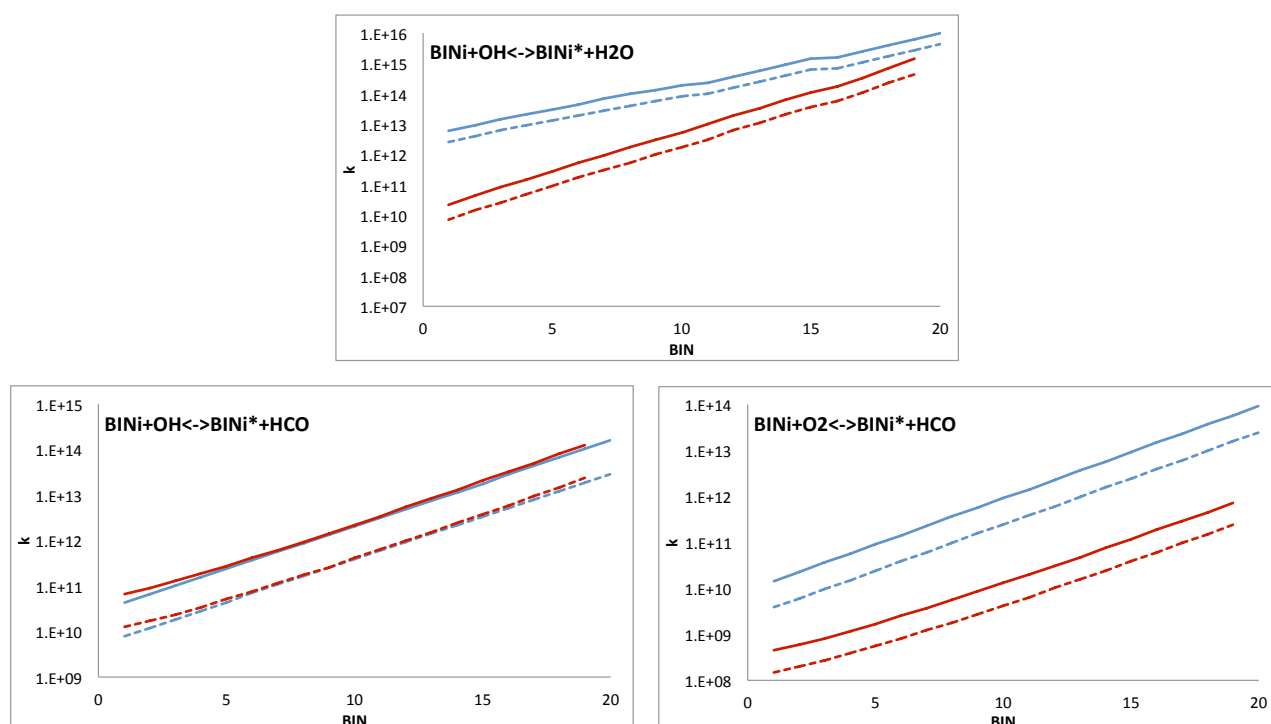 BINi+OH<->BINi*+H2O
1.E+16
1.E+15
1.E+14
1.E+13
1.E+12
1.E+11
1.E+10
1.E+09
1.E+08
1.E+07
k
0 5 10 15 20
BIN
BINi+OH<->BINi*+HCO
1.E+15
1.E+14
1.E+13
1.E+12
1.E+11
1.E+10
1.E+09
k
0 5 10 15 20
BIN
BINi+O2<->BINi*+HCO
1.E+14
1.E+13
1.E+12
1.E+11
1.E+10
1.E+09
1.E+08
k
0 5 10 15 20
BIN